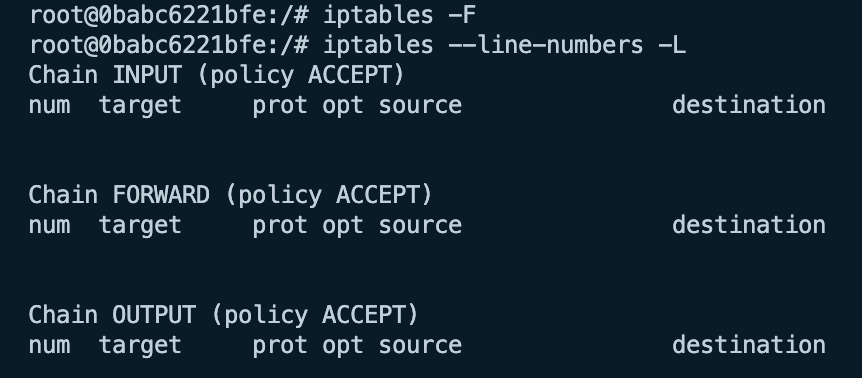 root@0babc6221bfe:/# iptables -F
root@0babc6221bfe:/# iptables --line-numbers -L
Chain INPUT (policy ACCEPT)
num  target     prot opt source               destination
Chain FORWARD (policy ACCEPT)
num  target     prot opt source               destination
Chain OUTPUT (policy ACCEPT)
num  target     prot opt source               destination